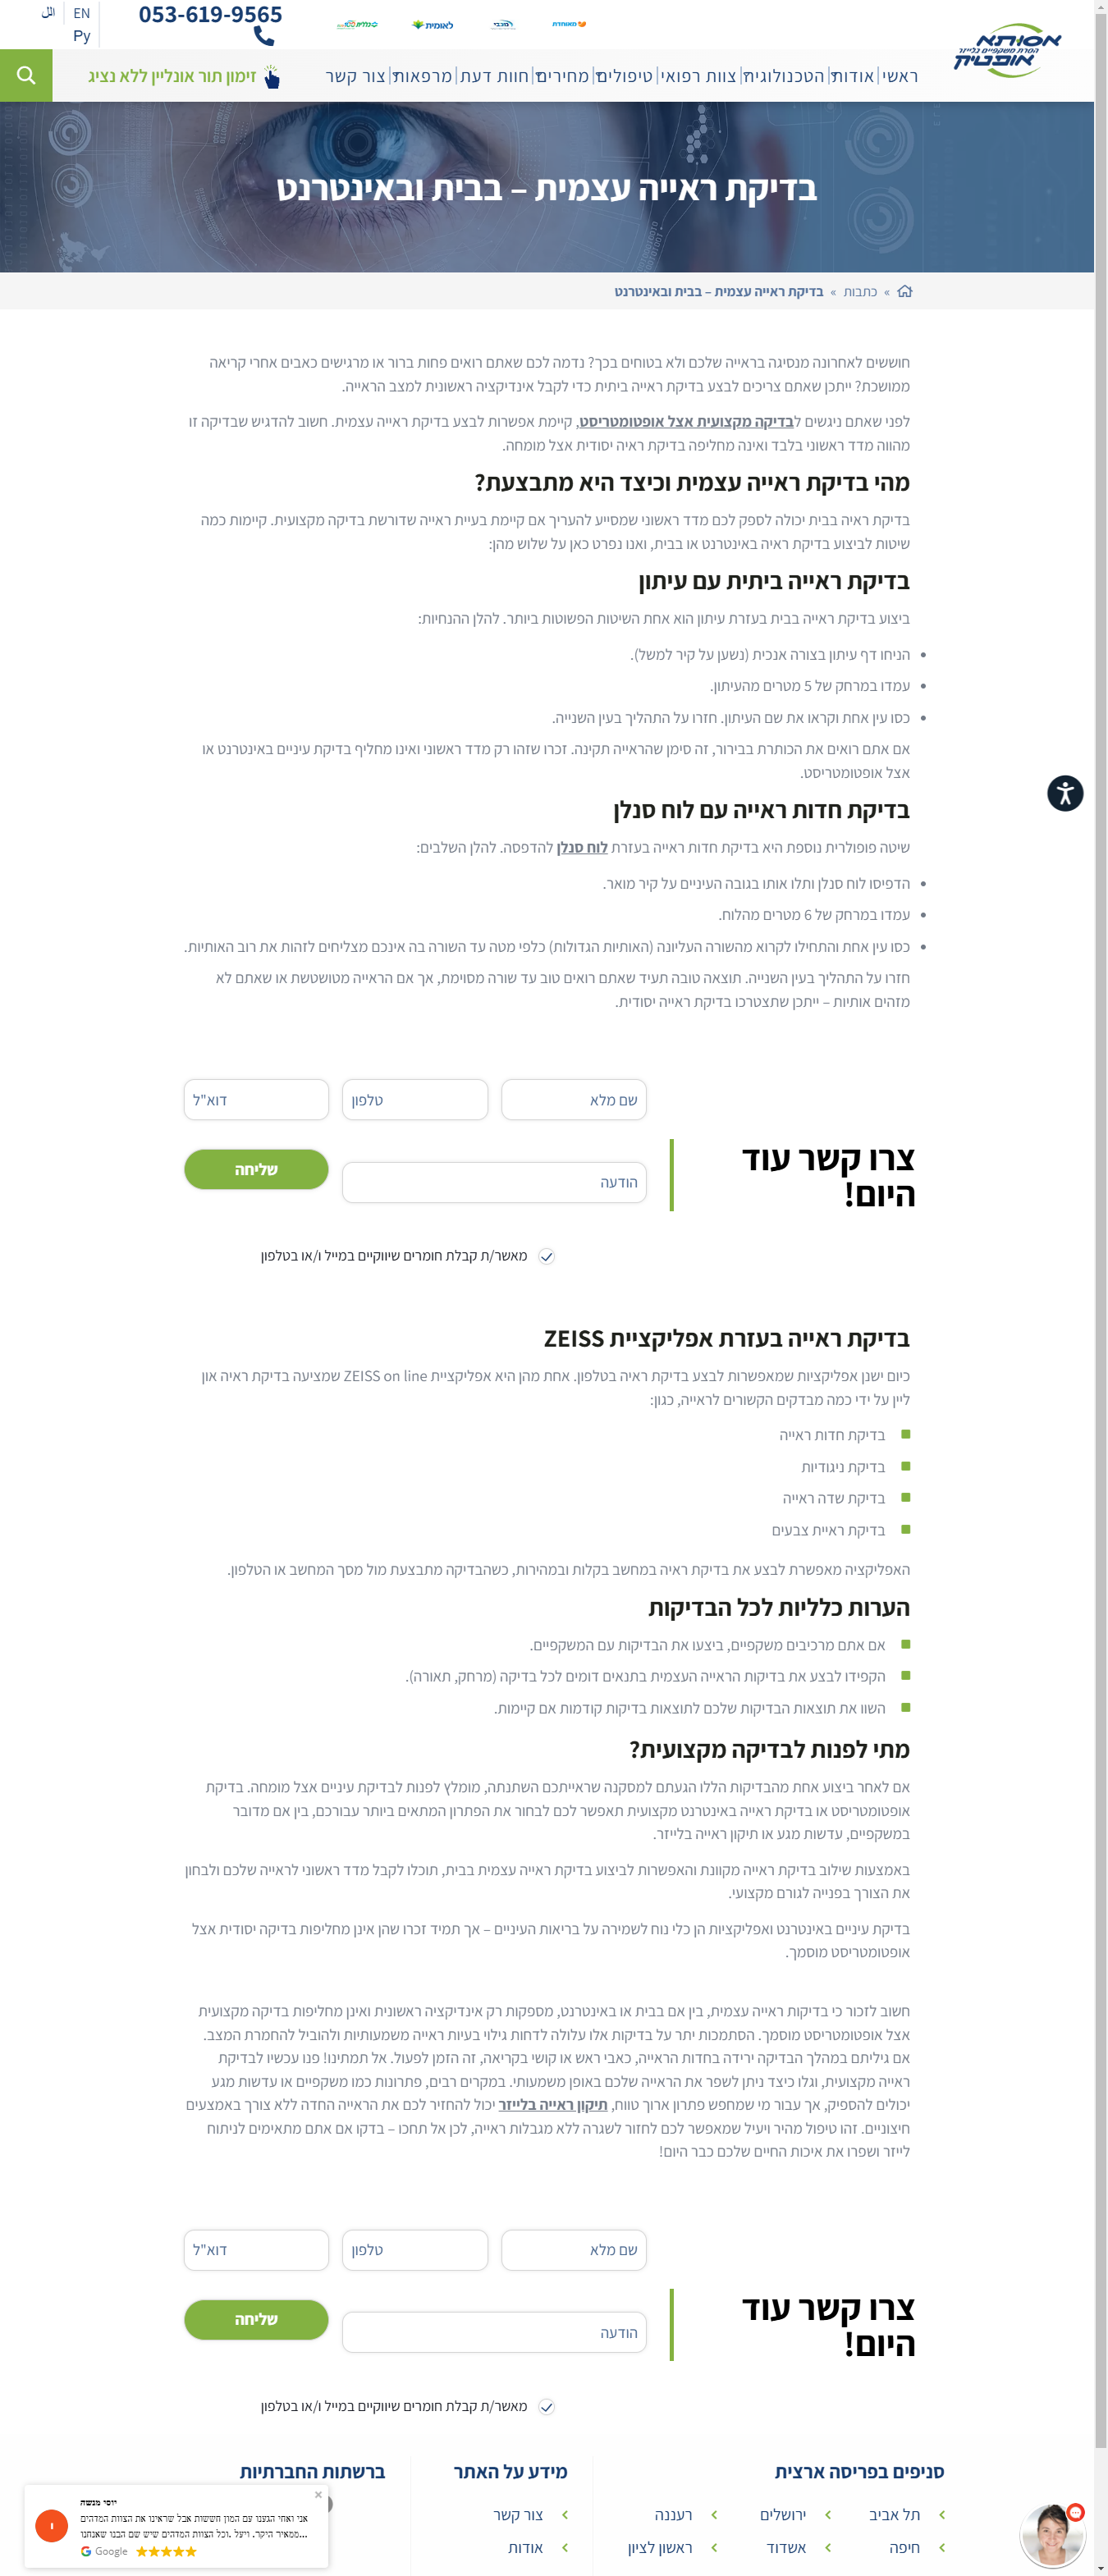 אסותא
הסרת משקפיים בלייזר
אופטיק
מאוחדת
מכבי
לאומית
כללית
053-619-9565
EN
Ру
ראשי
אודות
הטכנולוגיה
צוות רפואי
טיפולים
מחירים
חוות דעת
מרפאות
צור קשר
זימון תור אונליין ללא נציג
בדיקת ראייה עצמית – בבית ובאינטרנט
» כתבות » בדיקת ראייה עצמית – בבית ובאינטרנט
חוששים לאחרונה מנסיגה בראייה שלכם ולא בטוחים בכך? נדמה לכם שאתם רואים פחות ברור או מרגישים כאבים אחרי קריאה
ממושכת? ייתכן שאתם צריכים לבצע בדיקת ראייה ביתית כדי לקבל אינדיקציה ראשונית למצב הראייה.
לפני שאתם ניגשים לבדיקה מקצועית אצל אופטומטריסט, קיימת אפשרות לבצע בדיקת ראייה עצמית. חשוב להדגיש שבדיקה זו
מהווה מדד ראשוני בלבד ואינה מחליפה בדיקת ראיה יסודית אצל מומחה.
מהי בדיקת ראייה עצמית וכיצד היא מתבצעת?
בדיקת ראיה בבית יכולה לספק לכם מדד ראשוני שמסייע להעריך אם קיימת בעיית ראייה שדורשת בדיקה מקצועית. קיימות כמה
שיטות לביצוע בדיקת ראיה באינטרנט או בבית, ואנו נפרט כאן על שלוש מהן:
בדיקת ראייה ביתית עם עיתון
ביצוע בדיקת ראייה בבית בעזרת עיתון הוא אחת השיטות הפשוטות ביותר. להלן ההנחיות:
• הניחו דף עיתון בצורה אנכית (נשען על קיר למשל).
• עמדו במרחק של 5 מטרים מהעיתון.
• כסו עין אחת וקראו את שם העיתון. חזרו על התהליך בעין השנייה.
אם אתם רואים את הכותרת בבירור, זה סימן שהראייה תקינה. זכרו שזהו רק מדד ראשוני ואינו מחליף בדיקת עיניים באינטרנט או
אצל אופטומטריסט.
בדיקת חדות ראייה עם לוח סנלן
שיטה פופולרית נוספת היא בדיקת חדות ראייה בעזרת לוח סנלן להדפסה. להלן השלבים:
• הדפיסו לוח סנלן ותלו אותו בגובה העיניים על קיר מואר.
• עמדו במרחק של 6 מטרים מהלוח.
• כסו עין אחת והתחילו לקרוא מהשורה העליונה (האותיות הגדולות) כלפי מטה עד השורה בה אינכם מצליחים לזהות את רוב האותיות.
חזרו על התהליך בעין השנייה. תוצאה טובה תעיד שאתם רואים טוב עד שורה מסוימת, אך אם הראייה מטושטשת או שאתם לא
מזהים אותיות – ייתכן שתצטרכו בדיקת ראייה יסודית.
צרו קשר עוד
היום!
שם מלא
טלפון
דוא"ל
הודעה
שליחה
מאשר/ת קבלת חומרים שיווקיים במייל ו/או בטלפון
בדיקת ראייה בעזרת אפליקציית ZEISS
כיום ישנן אפליקציות שמאפשרות לבצע בדיקת ראיה בטלפון. אחת מהן היא אפליקציית ZEISS on line שמציעה בדיקת ראיה און
ליין על ידי כמה מבדקים הקשורים לראייה, כגון:
בדיקת חדות ראייה
בדיקת ניגודיות
בדיקת שדה ראייה
בדיקת ראיית צבעים
האפליקציה מאפשרת לבצע את בדיקת ראיה במחשב בקלות ובמהירות, כשהבדיקה מתבצעת מול מסך המחשב או הטלפון.
הערות כלליות לכל הבדיקות
אם אתם מרכיבים משקפיים, ביצעו את הבדיקות עם המשקפיים.
הקפידו לבצע את בדיקות הראייה העצמית בתנאים דומים לכל בדיקה (מרחק, תאורה).
השוו את תוצאות הבדיקות שלכם לתוצאות בדיקות קודמות אם קיימות.
מתי לפנות לבדיקה מקצועית?
אם לאחר ביצוע אחת מהבדיקות הללו הגעתם למסקנה שראייתכם השתנתה, מומלץ לפנות לבדיקת עיניים אצל מומחה. בדיקת
אופטומטריסט או בדיקת ראייה באינטרנט מקצועית תאפשר לכם לבחור את הפתרון המתאים ביותר עבורכם, בין אם מדובר
במשקפיים, עדשות מגע או תיקון ראייה בלייזר.
באמצעות שילוב בדיקת ראייה מקוונת והאפשרות לביצוע בדיקת ראייה עצמית בבית, תוכלו לקבל מדד ראשוני לראייה שלכם ולבחון
את הצורך בפנייה לגורם מקצועי.
בדיקת עיניים באינטרנט ואפליקציות הן כלי נוח לשמירה על בריאות העיניים – אך תמיד זכרו שהן אינן מחליפות בדיקה יסודית אצל
אופטומטריסט מוסמך.
חשוב לזכור כי בדיקות ראייה עצמית, בין אם בבית או באינטרנט, מספקות רק אינדיקציה ראשונית ואינן מחליפות בדיקה מקצועית
אצל אופטומטריסט מוסמך. הסתמכות יתר על בדיקות אלו עלולה לדחות גילוי בעיות ראייה משמעותיות ולהוביל להחמרת המצב.
אם גיליתם במהלך הבדיקה ירידה בחדות הראייה, כאבי ראש או קושי בקריאה, זה הזמן לפעול. אל תמתינו! פנו עכשיו לבדיקת
ראייה מקצועית, וגלו כיצד ניתן לשפר את הראייה שלכם באופן משמעותי. במקרים רבים, פתרונות כמו משקפיים או עדשות מגע
יכולים להספיק, אך עבור מי שמחפש פתרון ארוך טווח, תיקון ראייה בלייזר יכול להחזיר לכם את הראייה החדה ללא צורך באמצעים
חיצוניים. זהו טיפול מהיר ויעיל שמאפשר לכם לחזור לשגרה ללא מגבלות ראייה, לכן אל תחכו – בדקו אם אתם מתאימים לניתוח
לייזר ושפרו את איכות החיים שלכם כבר היום!
צרו קשר עוד
היום!
שם מלא
טלפון
דוא"ל
הודעה
שליחה
מאשר/ת קבלת חומרים שיווקיים במייל ו/או בטלפון
סניפים בפריסה ארצית
תל אביב
ירושלים
רעננה
חיפה
אשדוד
ראשון לציון
מידע על האתר
צור קשר
אודות
ברשתות החברתיות
יוסי מנשה
אני ואחי הגענו עם המון חששות אבל שראינו את הצוות המדהים
...ממאיר היקר. ויעל .וכל הצוות המדהים שיש שם הבנו שאנחנו
Google